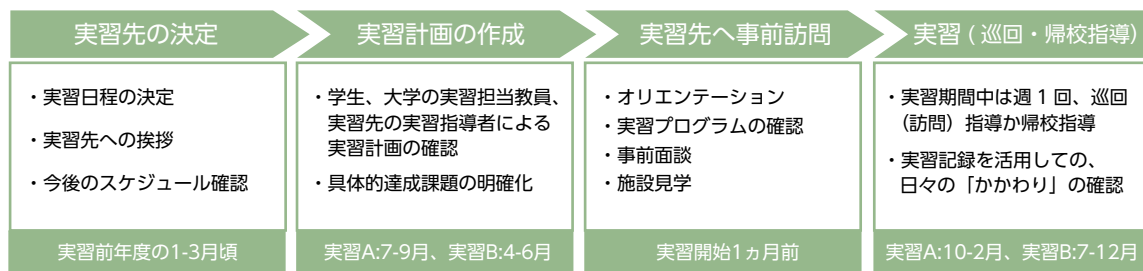 実習先の決定
・実習日程の決定
・実習先への挨拶
・今後のスケジュール確認
実習前年度の1-3月頃
実習計画の作成
・学生、大学の実習担当教員、
実習先の実習指導者による
実習計画の確認
・具体的達成課題の明確化
実習A:7-9月、実習B:4-6月
実習先へ事前訪問
・オリエンテーション
・実習プログラムの確認
・事前面談
・施設見学
実習開始1ヵ月前
実習 ( 巡回・帰校指導)
・実習期間中は週 1 回、巡回
（訪問）指導か帰校指導
・実習記録を活用しての、
日々の「かかわり」の確認
実習A:10-2月、実習B:7-12月